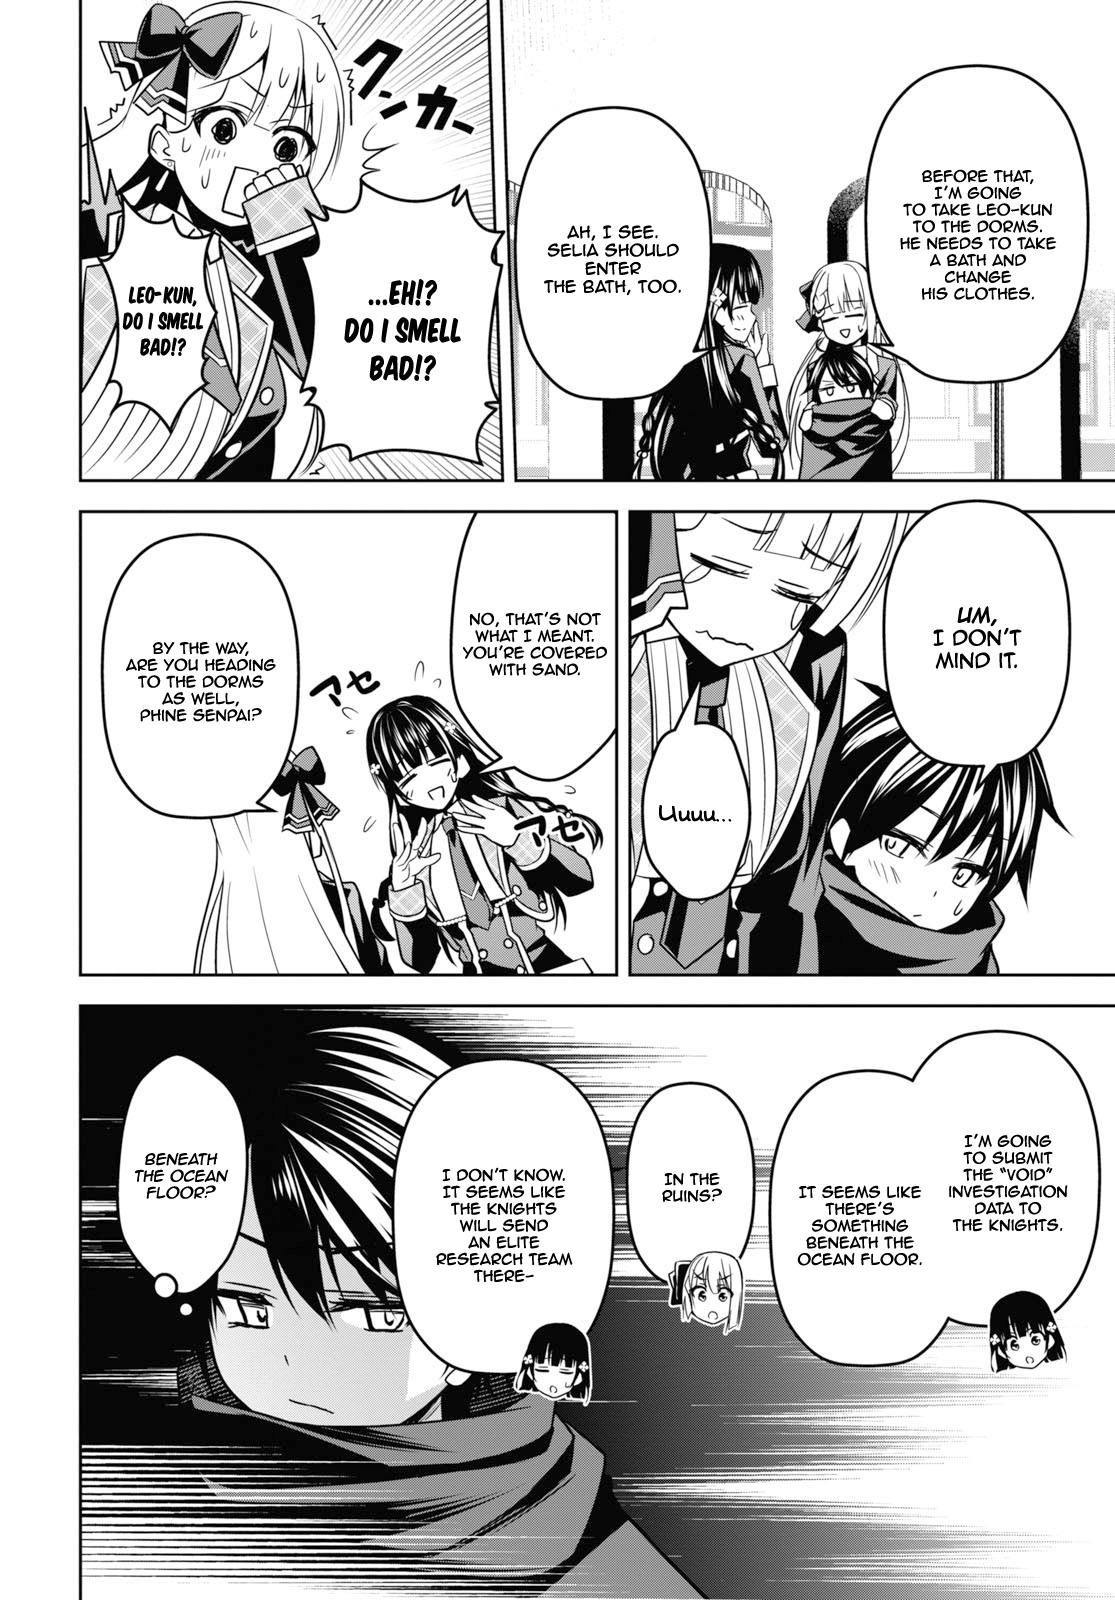 BEFORE THAT,
I'M GOING
TO TAKE LEO-KUN
TO THE DORMS.
HE NEEDS TO TAKE
A BATH AND
CHANGE
HIS CLOTHES.
AH, I SEE.
SELIA SHOULD
ENTER
THE BATH, TOO.
クンカー
...EH!?
DO I SMELL
BAD!?
LEO-KUN,
DO I SMELL
BAD!?
UM,
I DON'T
MIND IT.
Uuuu...
NO, THAT'S NOT
WHAT I MEANT.
YOU'RE COVERED
WITH SAND.
アセ
アセ
BY THE WAY,
ARE YOU HEADING
TO THE DORMS
AS WELL,
PHINE SENPAI?
I'M GOING
TO SUBMIT
THE "VOID"
INVESTIGATION
DATA TO
THE KNIGHTS.
IT SEEMS LIKE
THERE'S
SOMETHING
BENEATH THE
OCEAN FLOOR.
IN THE
RUINS?
I DON'T KNOW.
IT SEEMS LIKE
THE KNIGHTS
WILL SEND
AN ELITE
RESEARCH TEAM
THERE-
BENEATH
THE OCEAN
FLOOR?